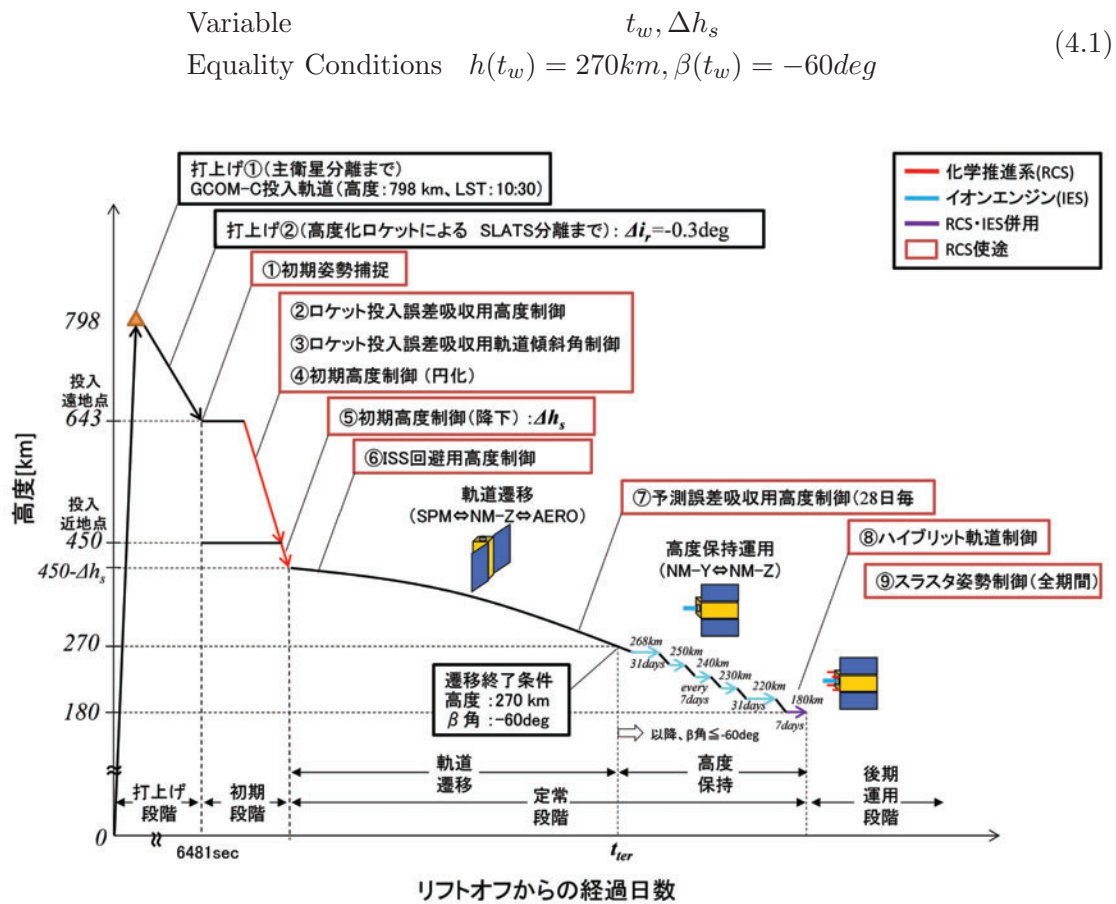 Variable t_w, Δh_s
Equality Conditions h(t_w) = 270km, β(t_w) = −60deg
(4.1)
打上げ①(主衛星分離まで)
GCOM-C投入軌道(高度:798 km、LST:10:30)
打上げ②(高度化ロケットによる SLATS分離まで): Δi_r=-0.3deg
①初期姿勢捕捉
②ロケット投入誤差吸収用高度制御
③ロケット投入誤差吸収用軌道傾斜角制御
④初期高度制御(円化)
⑤初期高度制御(降下):Δh_s
⑥ISS回避用高度制御
⑦予測誤差吸収用高度制御(28日毎
⑧ハイブリット軌道制御
⑨スラスタ姿勢制御(全期間)
化学推進系(RCS)
イオンエンジン(IES)
RCS・IES併用
RCS使途
高度[km]
798
投入
遠地点
643
投入
近地点
450
450-Δh_s
270
180
0
軌道遷移
(SPM⇔NM-Z⇔AERO)
高度保持運用
(NM-Y⇔NM-Z)
268km
31days
250km
240km
every
7days
230km
220km
31days
180km
7days
遷移終了条件
高度 :270 km
β角 :-60deg
以降、β角≦-60deg
打上げ
段階
初期
段階
軌道
遷移
高度
保持
定常
段階
後期
運用
段階
6481sec
t_ter
リフトオフからの経過日数